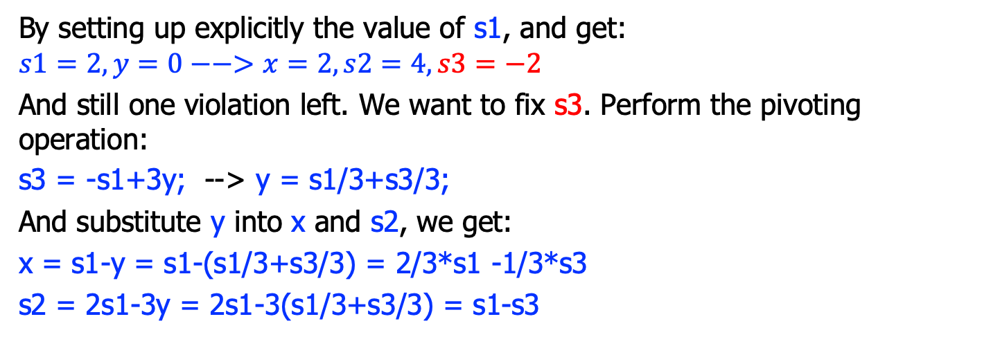 By setting up explicitly the value of s1, and get:
s1 = 2, y = 0 −−> x = 2, s2 = 4, s3 = −2
And still one violation left. We want to fix s3. Perform the pivoting
operation:
s3 = -s1+3y;  --> y = s1/3+s3/3;
And substitute y into x and s2, we get:
x = s1-y = s1-(s1/3+s3/3) = 2/3*s1 -1/3*s3
s2 = 2s1-3y = 2s1-3(s1/3+s3/3) = s1-s3